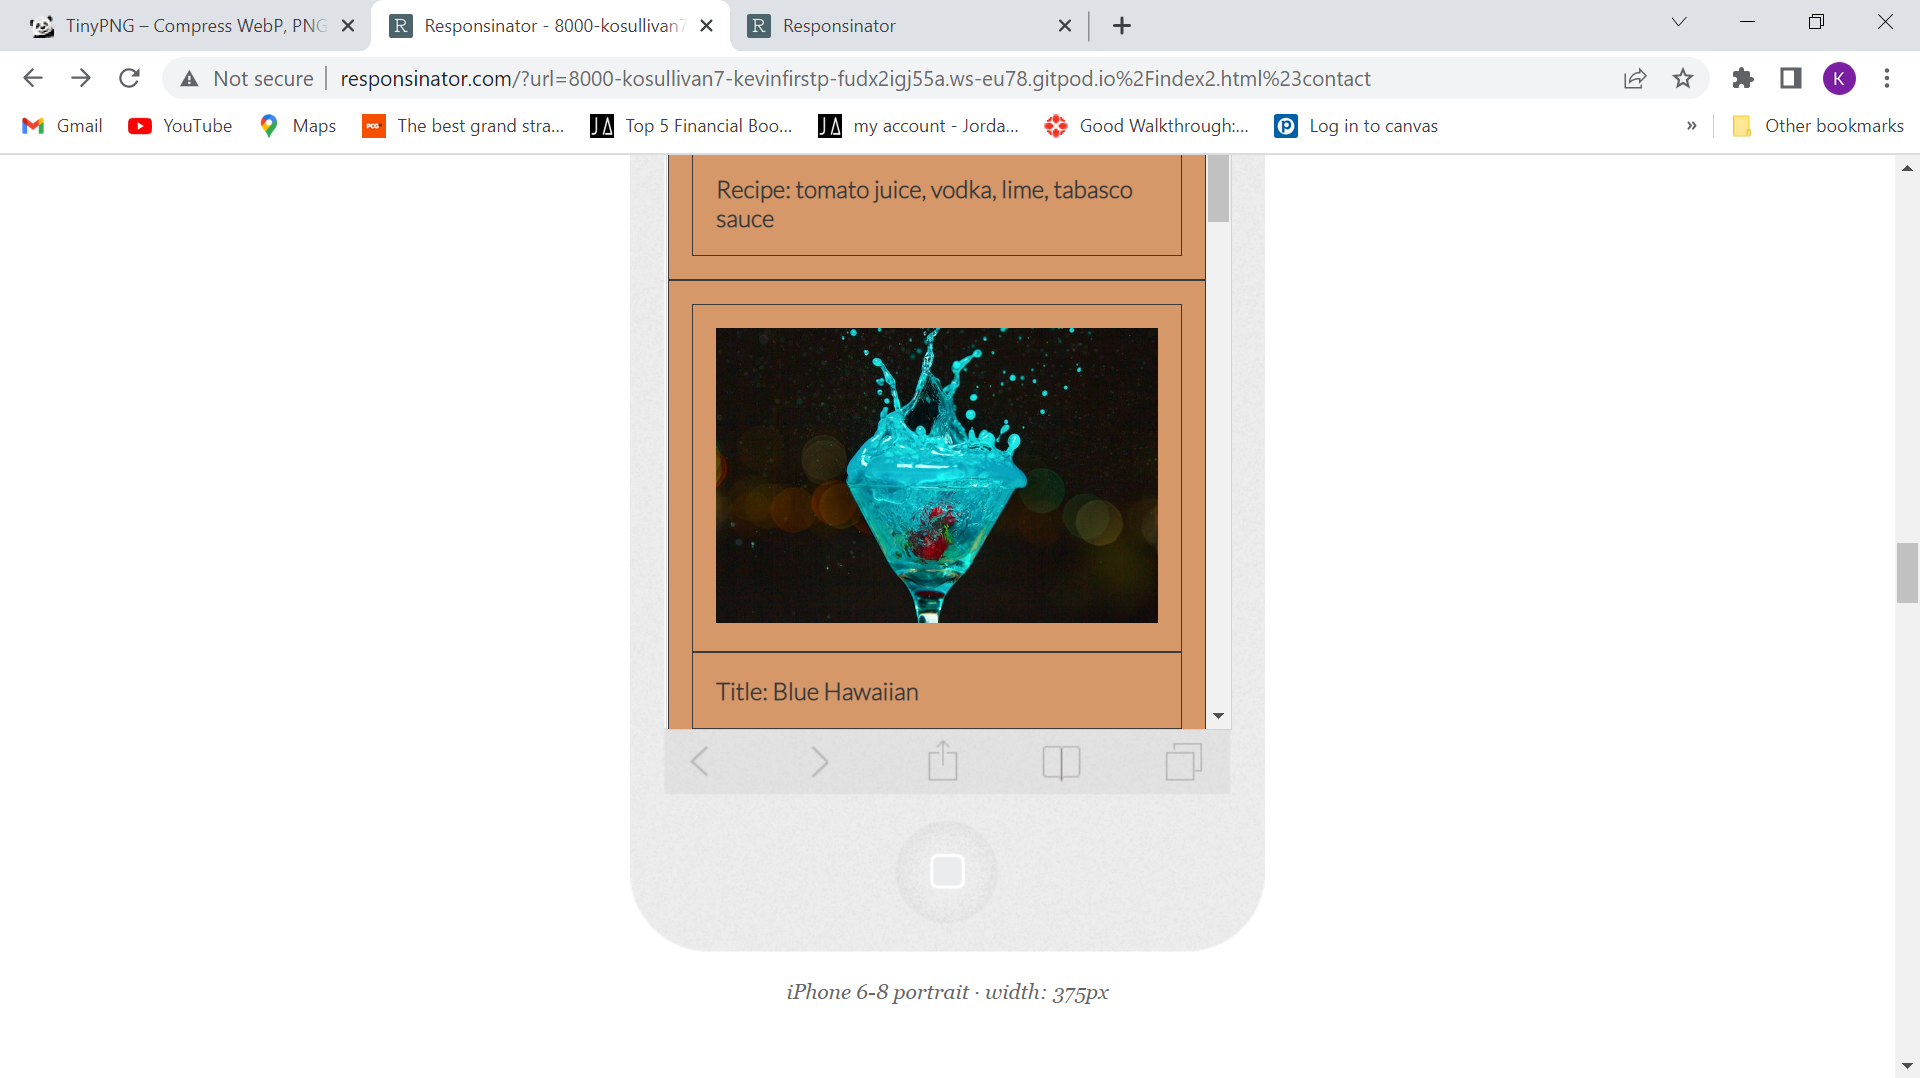 TinyPNG – Compress WebP, PNG
R Responsinator - 8000-kosullivan7
R Responsinator
Not secure responsinator.com/?url=8000-kosullivan7-kevinfirstp-fudx2igj55a.ws-eu78.gitpod.io%2Findex2.html%23contact K
Gmail YouTube Maps PCG The best grand stra... JA Top 5 Financial Boo... JA my account - Jorda... Good Walkthrough:... P Log in to canvas » Other bookmarks
Recipe: tomato juice, vodka, lime, tabasco
sauce
Title: Blue Hawaiian
iPhone 6-8 portrait · width: 375px